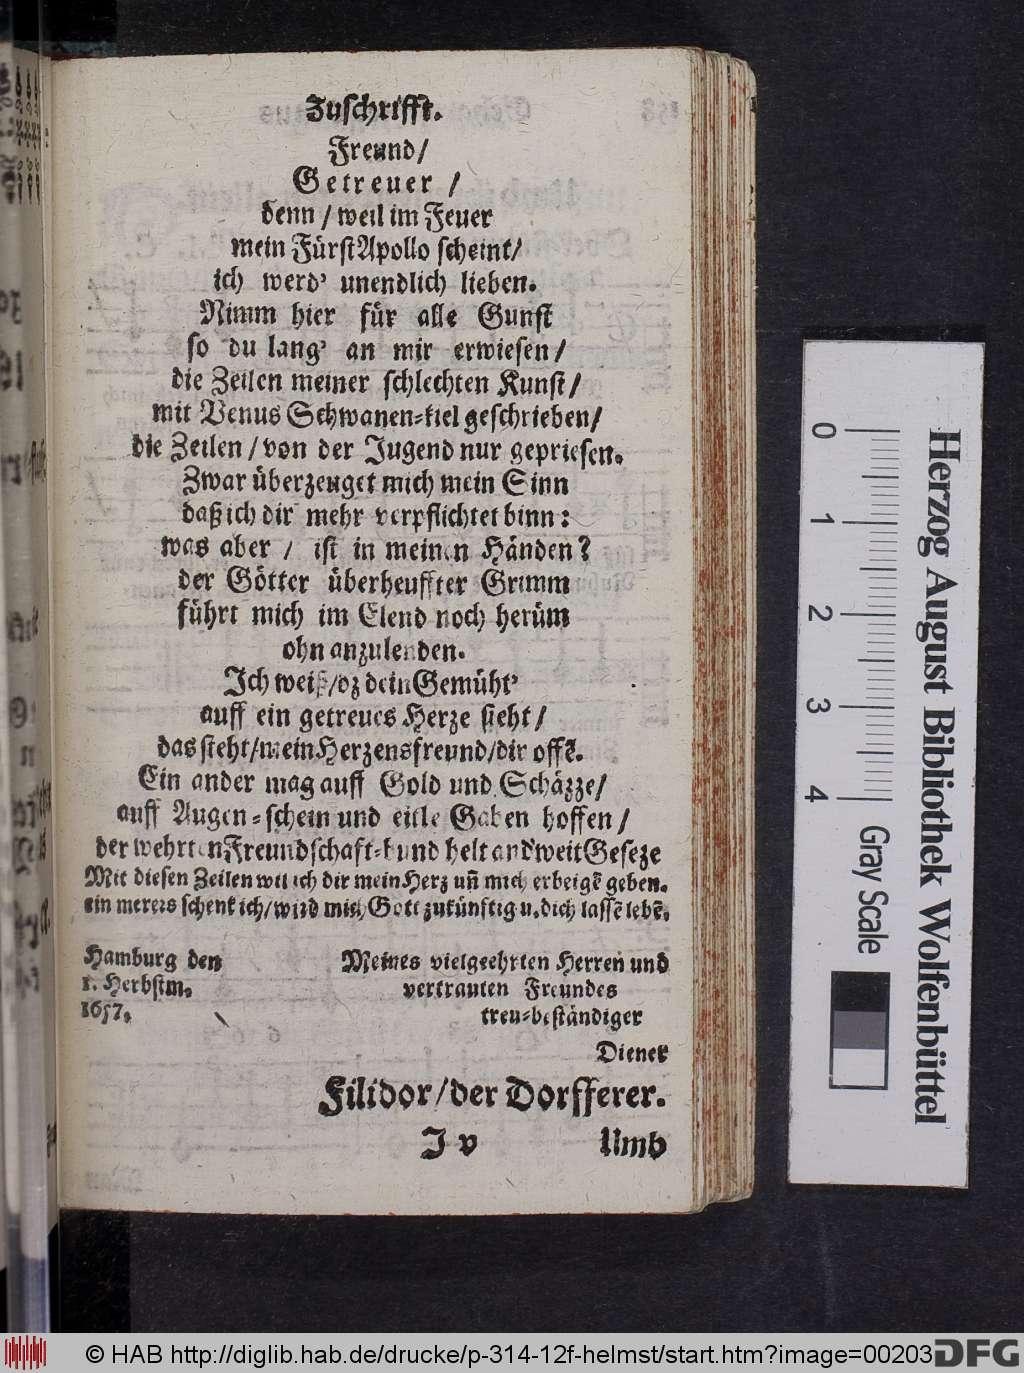 Zuschrifft.
Freund/
Getreuer /
denn / weil im Feuer
mein Fürst Apollo scheint/
ich werd' unendlich lieben.
Nimm hier für alle Gunst
so du lang' an mir erwiesen/
die Zeilen meiner schlechten Kunst/
mit Venus Schwanen-kiel geschrieben/
die Zeilen / von der Jugend nur gepriesen.
Zwar überzeuget mich mein Sinn
daß ich dir mehr verpflichtet binn:
was aber / ist in meinen Händen?
der Götter überheuffter Grimm
führt mich im Elend noch herüm
ohn anzulenden.
Ich weiß/dz dein Gemüht'
auff ein getreues Herze sieht/
das steht/mein Herzensfreund/dir offẽ.
Ein ander mag auff Gold und Schäzze/
auff Augen-schein und eitle Gaben hoffen/
der wehrten Freundschaft-bund helt weit Geseze
Mit diesen Zeilen wil ich dir mein Herz uñ mich erbeigẽ geben.
ein merers schenk ich/wird mich Gott zukünftig u. dich lassẽ lebẽ.
Hamburg den
1. Herbstm.
1657.
Meines vielgeehrten Herren und
vertrauten Freundes
treu-beständiger
Diener
Filidor/der Dorfferer.
J v
Umb
0 1 2 3 4
Gray Scale
Herzog August Bibliothek Wolfenbüttel
© HAB http://diglib.hab.de/drucke/p-314-12f-helmst/start.htm?image=00203
DFG